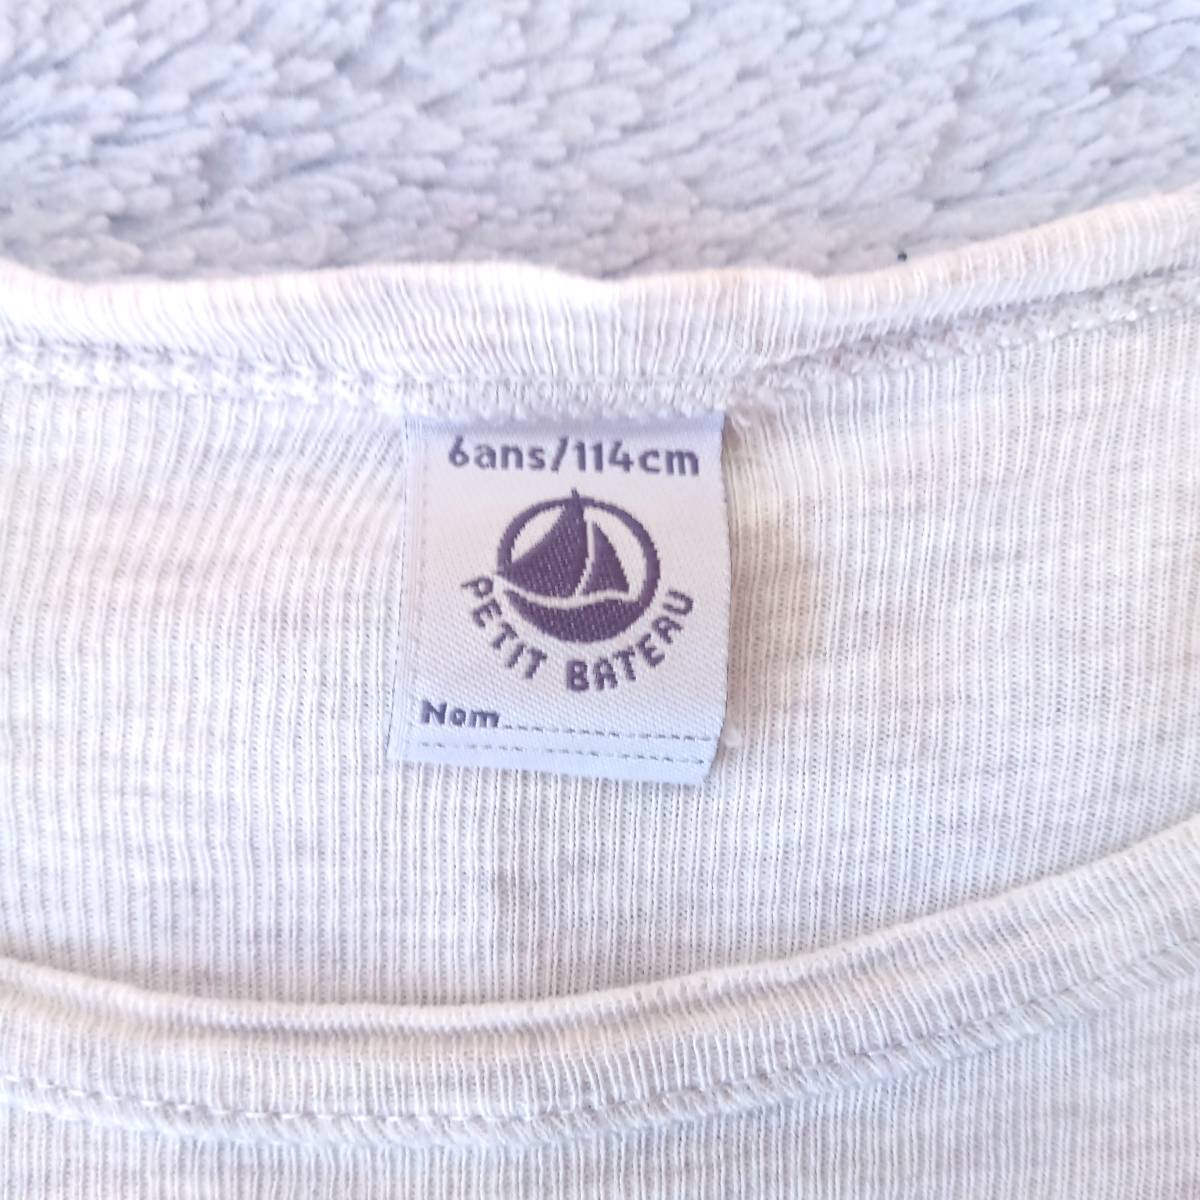 6ans/114cm
PETIT BATEAU
Nom